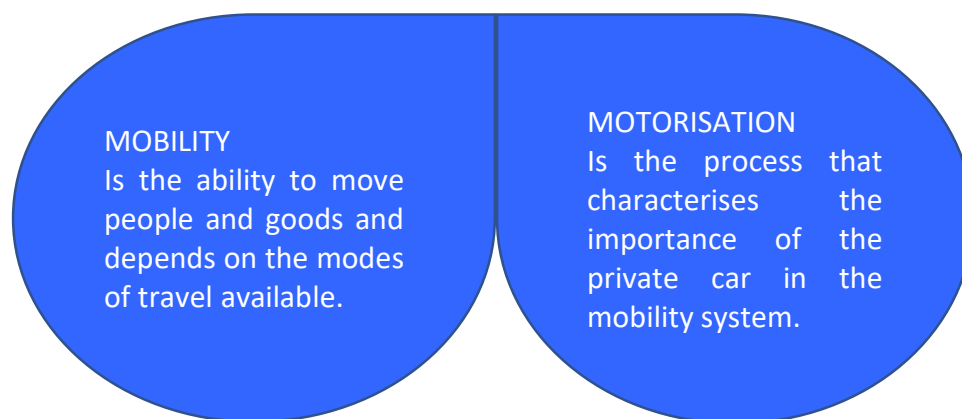 MOBILITY
Is the ability to move
people and goods and
depends on the modes
of travel available.
MOTORISATION
Is the process that
characterises the
importance of the
private car in the
mobility system.